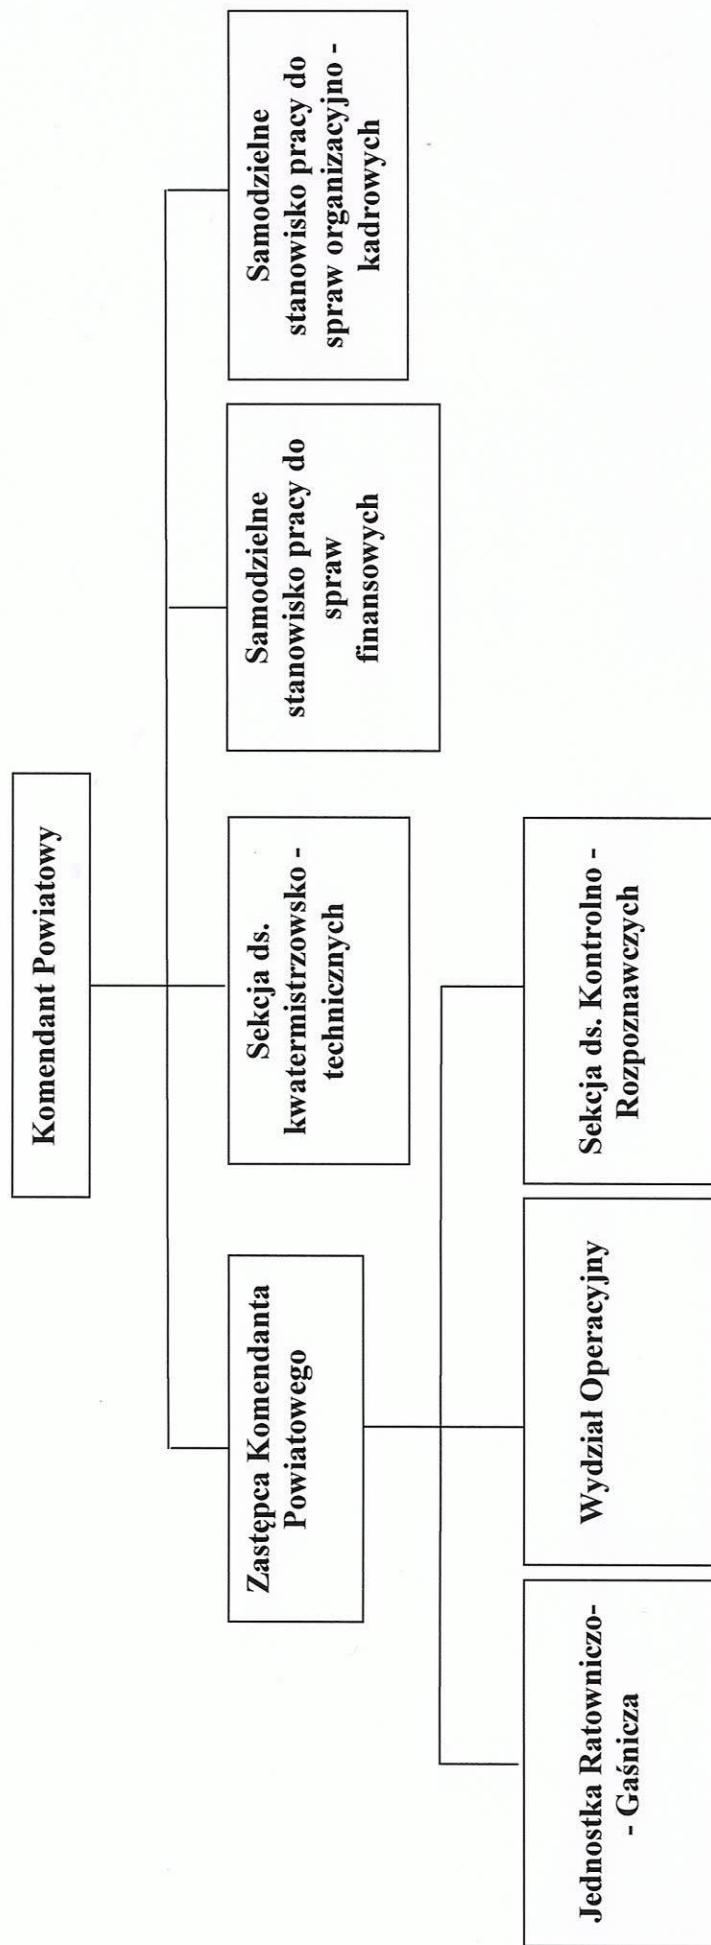 Komendant Powiatowy
Zastępca Komendanta
Powiatowego
Sekcja ds.
kwatermistrzowsko -
technicznych
Samodzielne
stanowisko pracy do
spraw
finansowych
Samodzielne
stanowisko pracy do
spraw organizacyjno -
kadrowych
Jednostka Ratowniczo-
- Gaśnicza
Wydział Operacyjny
Sekcja ds. Kontrolno -
Rozpoznawczych